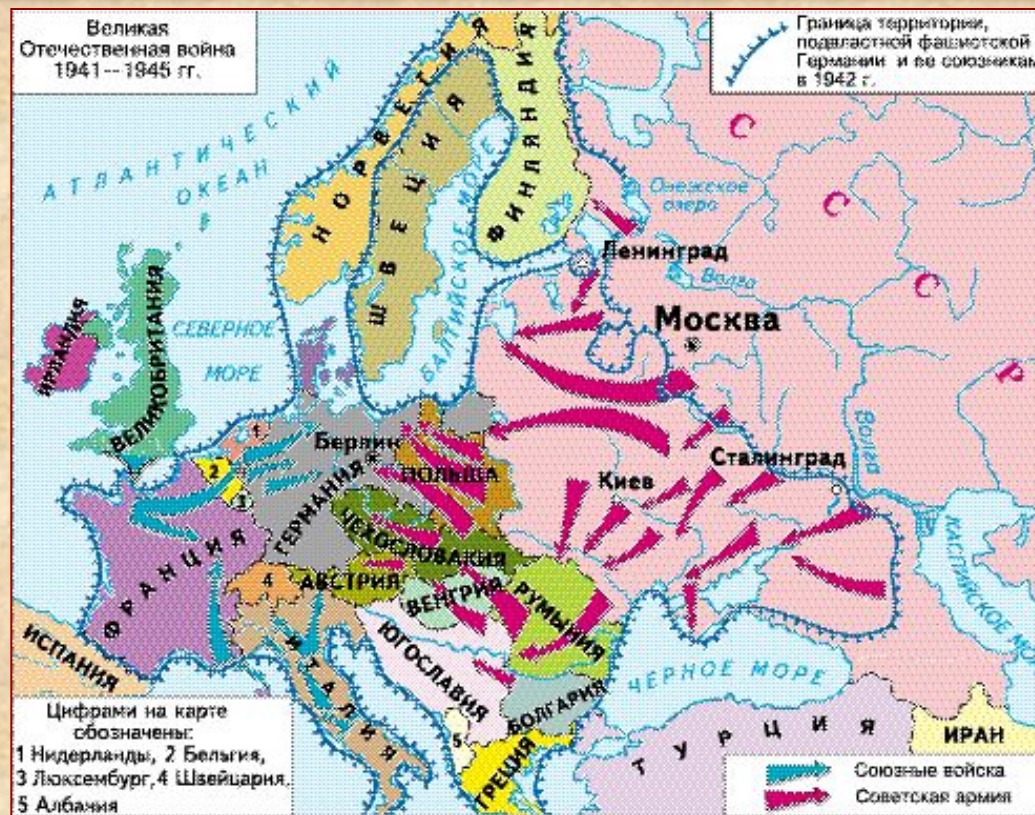 Великая
Отечественная война
1941--1945 гг.
Граница территории,
подвластной фашистской
Германии и ее союзникам
в 1942 г.
АТЛАНТИЧЕСКИЙ
ОКЕАН
НОРВЕГИЯ
ШВЕЦИЯ
ФИНЛЯНДИЯ
БАЛТИЙСКОЕ МОРЕ
Онежское
озеро
Ленинград
Волга
Москва
С
С
С
Р
ИРЛАНДИЯ
ВЕЛИКОБРИТАНИЯ
СЕВЕРНОЕ
МОРЕ
1
2
3
Берлин
ПОЛЬША
ГЕРМАНИЯ
Киев
Сталинград
Волга
ФРАНЦИЯ
4
АВСТРИЯ
ЧЕХОСЛОВАКИЯ
ВЕНГРИЯ
РУМЫНИЯ
КАСПИЙСКОЕ МО
ИСПАНИЯ
ИТАЛИЯ
ЮГОСЛАВИЯ
БОЛГАРИЯ
ЧЕРНОЕ МОРЕ
5
ГРЕЦИЯ
ТУРЦИЯ
ИРАН
Цифрами на карте
обозначены:
1 Нидерланды, 2 Бельгия,
3 Люксембург, 4 Швейцария,
5 Албания
Союзные войска
Советская армия